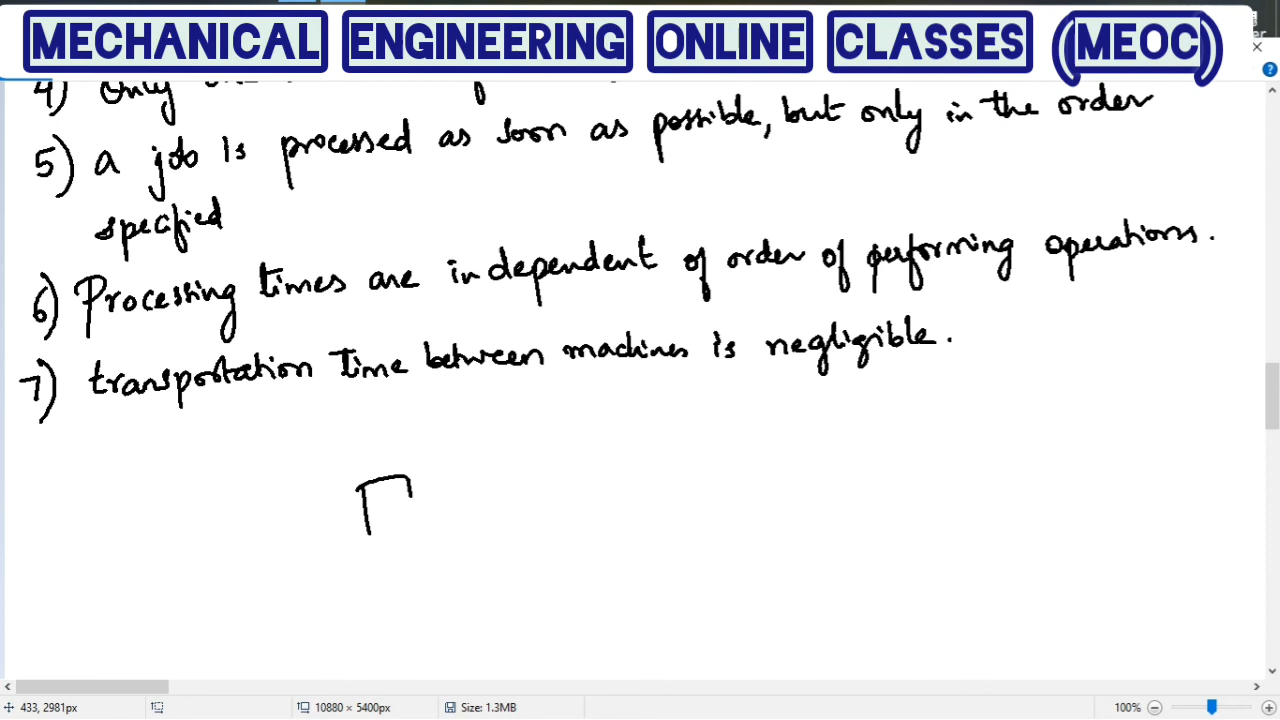 MECHANICAL ENGINEERING ONLINE CLASSES (MEOC)
4) Only
5) a job is processed as soon as possible, but only in the order
specified
6) Processing times are independent of order of performing operations.
7) transportation time between machines is negligible.
433, 2981px 10880 × 5400px Size: 1.3MB 100%